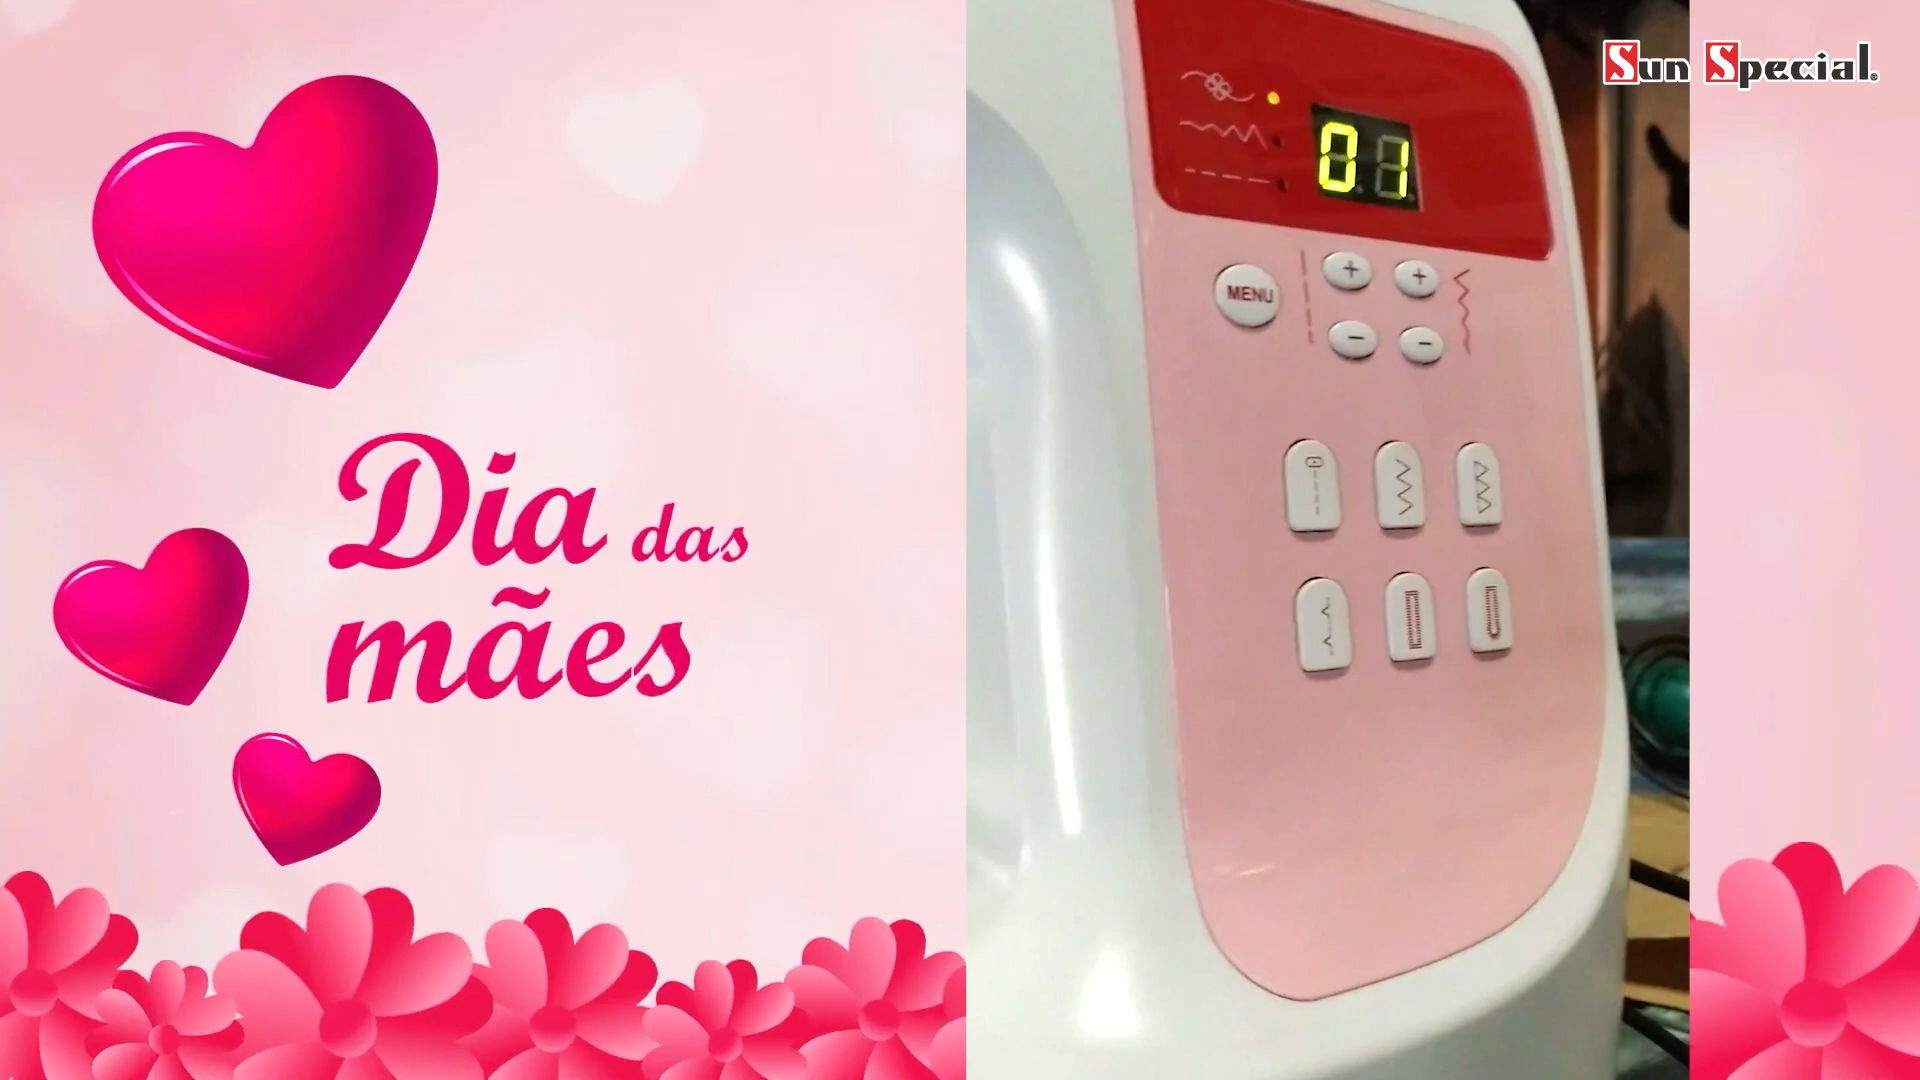 Dia das
mães
Sun Special®
01
MENU
+ +
- -